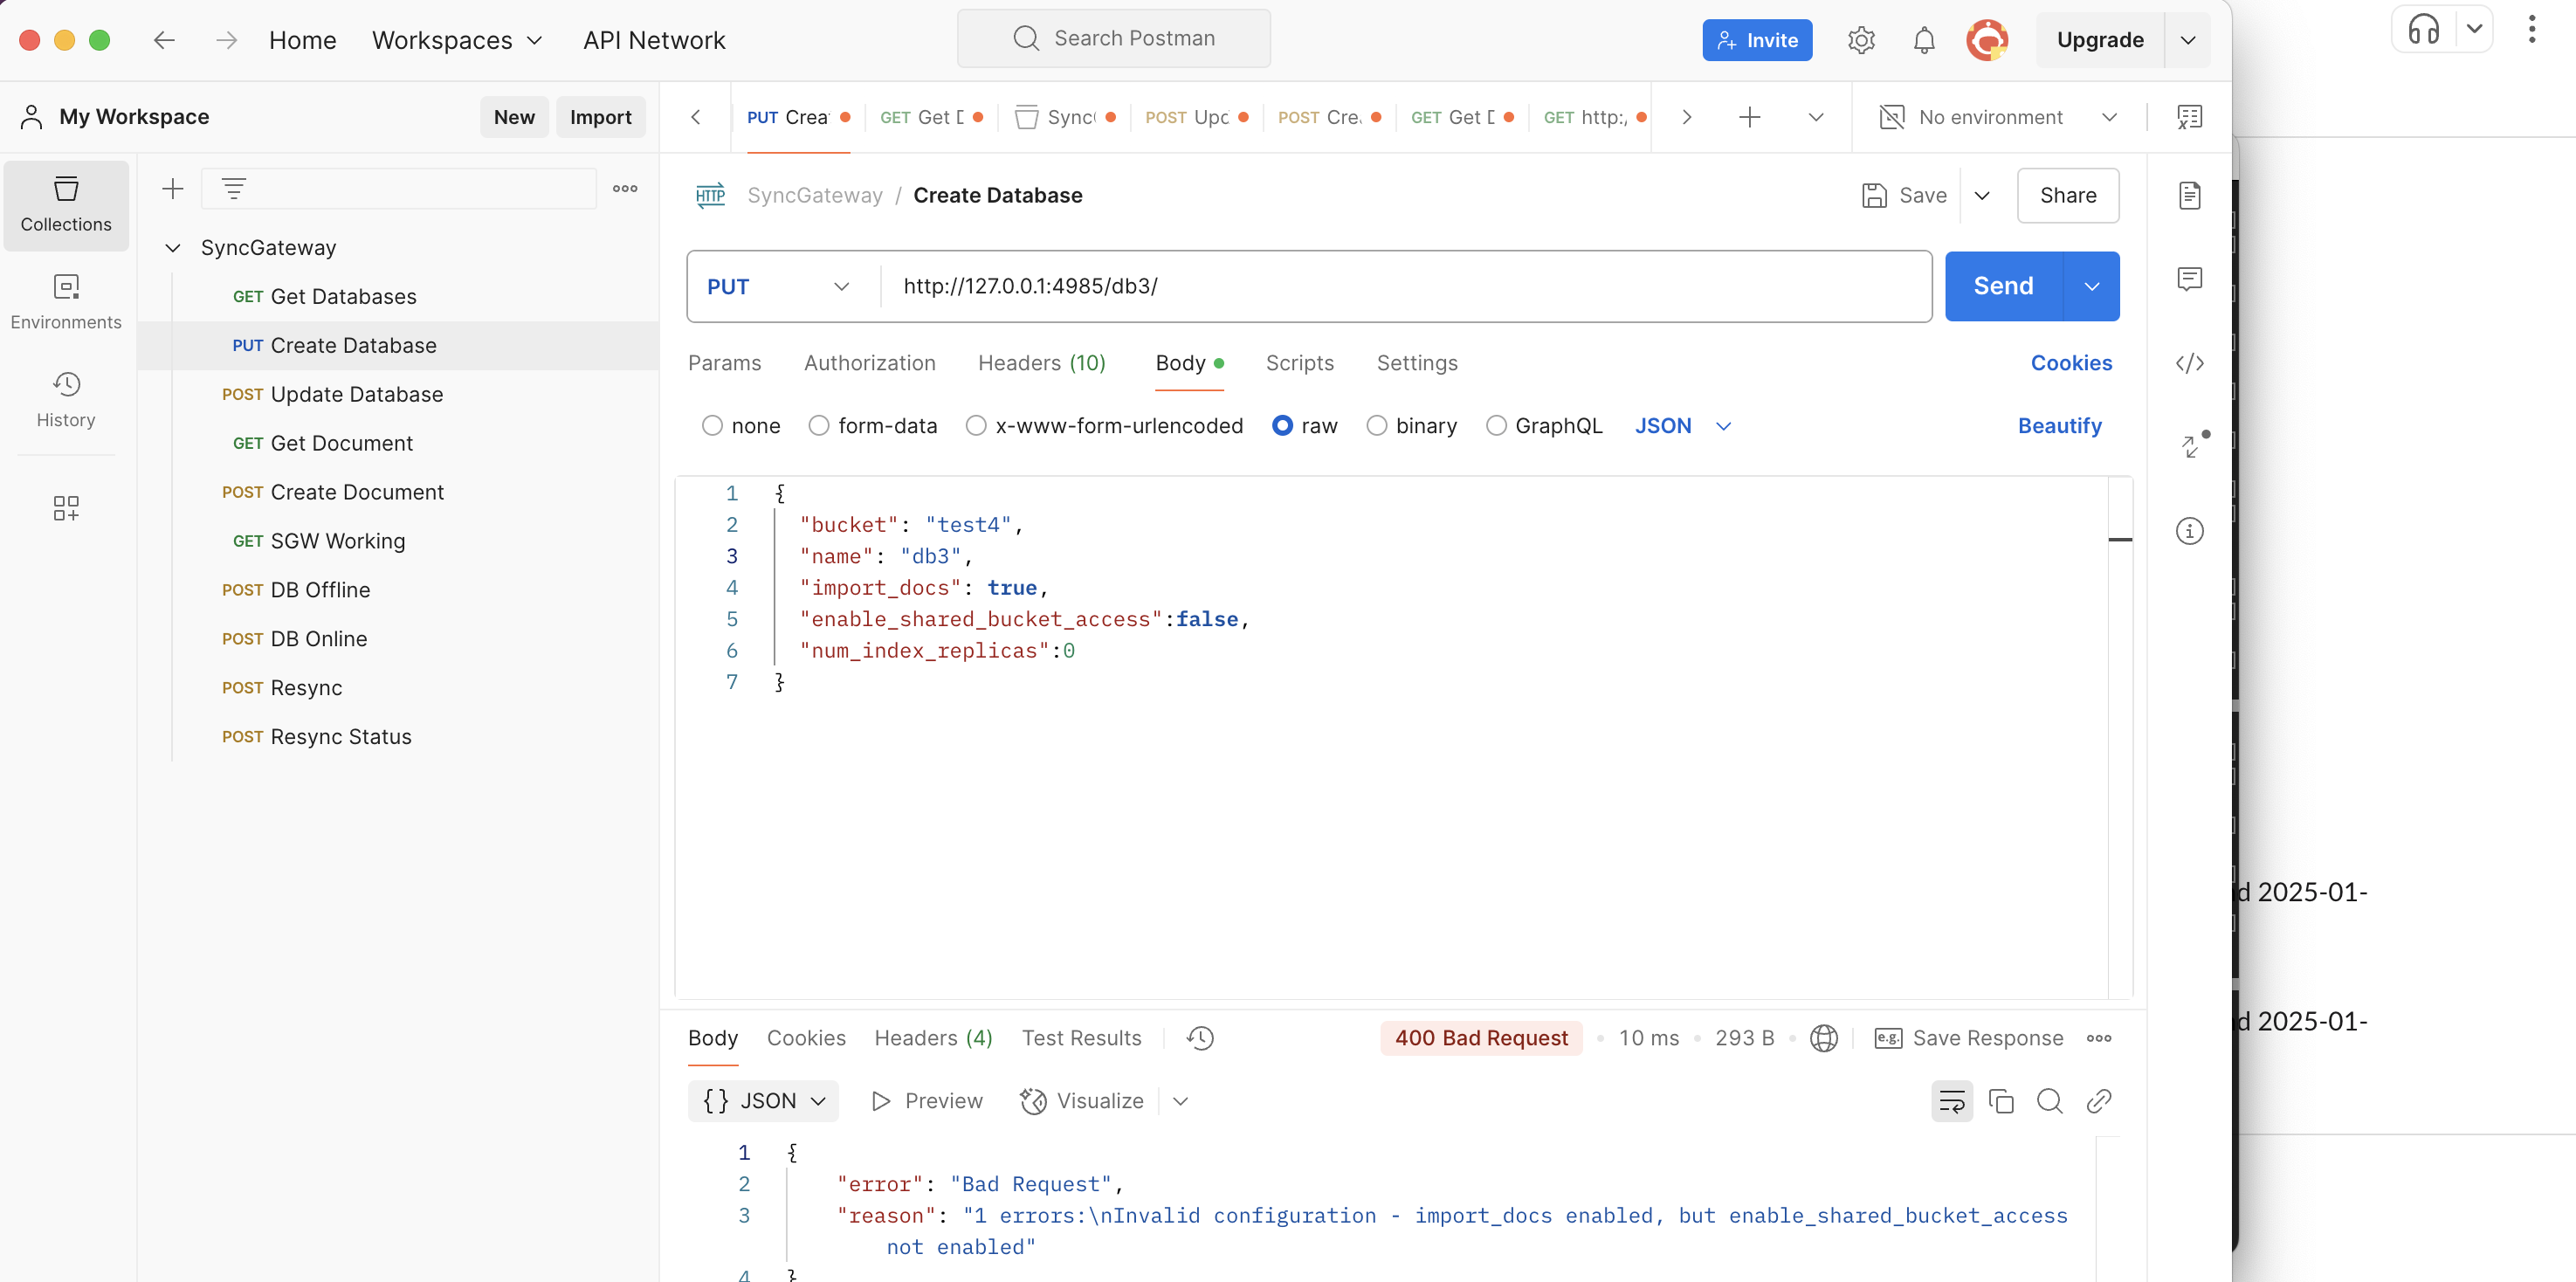 Home Workspaces API Network Search Postman Invite Upgrade
My Workspace New Import PUT Crea GET Get D Sync( POST Upd POST Cre. GET Get D GET http:/ No environment
Collections
SyncGateway / Create Database Save Share
SyncGateway
GET Get Databases
PUT http://127.0.0.1:4985/db3/ Send
Environments
PUT Create Database
POST Update Database
Params Authorization Headers (10) Body Scripts Settings Cookies
History
GET Get Document
none form-data x-www-form-urlencoded raw binary GraphQL JSON Beautify
POST Create Document
GET SGW Working
POST DB Offline
POST DB Online
POST Resync
POST Resync Status
1 {
2 "bucket": "test4",
3 "name": "db3",
4 "import_docs": true,
5 "enable_shared_bucket_access":false,
6 "num_index_replicas":0
7 }
d 2025-01-
d 2025-01-
Body Cookies Headers (4) Test Results 400 Bad Request • 10 ms • 293 B • e.g. Save Response
{} JSON Preview Visualize
1 {
2 "error": "Bad Request",
3 "reason": "1 errors:\nInvalid configuration - import_docs enabled, but enable_shared_bucket_access
not enabled"
4 }